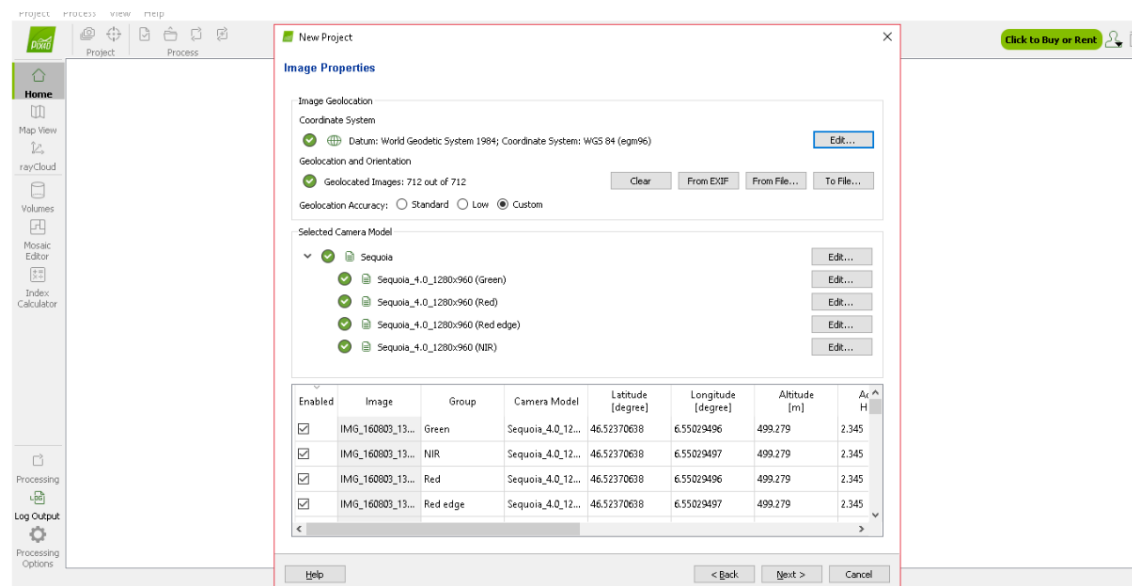 Project Process View Help
Pix4D
Project
Process
Click to Buy or Rent
Home
Map View
rayCloud
Volumes
Mosaic
Editor
Index
Calculator
Processing
Log Output
Processing
Options
New Project
Image Properties
Image Geolocation
Coordinate System
Datum: World Geodetic System 1984; Coordinate System: WGS 84 (egm96)
Edit...
Geolocation and Orientation
Geolocated Images: 712 out of 712
Clear
From EXIF
From File...
To File...
Geolocation Accuracy: Standard Low Custom
Selected Camera Model
Sequoia
Edit...
Sequoia_4.0_1280x960 (Green)
Edit...
Sequoia_4.0_1280x960 (Red)
Edit...
Sequoia_4.0_1280x960 (Red edge)
Edit...
Sequoia_4.0_1280x960 (NIR)
Edit...
Enabled Image Group Camera Model Latitude [degree] Longitude [degree] Altitude [m]
IMG_160803_13... Green Sequoia_4.0_12... 46.52370638 6.55029496 499.279 2.345
IMG_160803_13... NIR Sequoia_4.0_12... 46.52370638 6.55029497 499.279 2.345
IMG_160803_13... Red Sequoia_4.0_12... 46.52370638 6.55029496 499.279 2.345
IMG_160803_13... Red edge Sequoia_4.0_12... 46.52370638 6.55029497 499.279 2.345
Help
< Back
Next >
Cancel